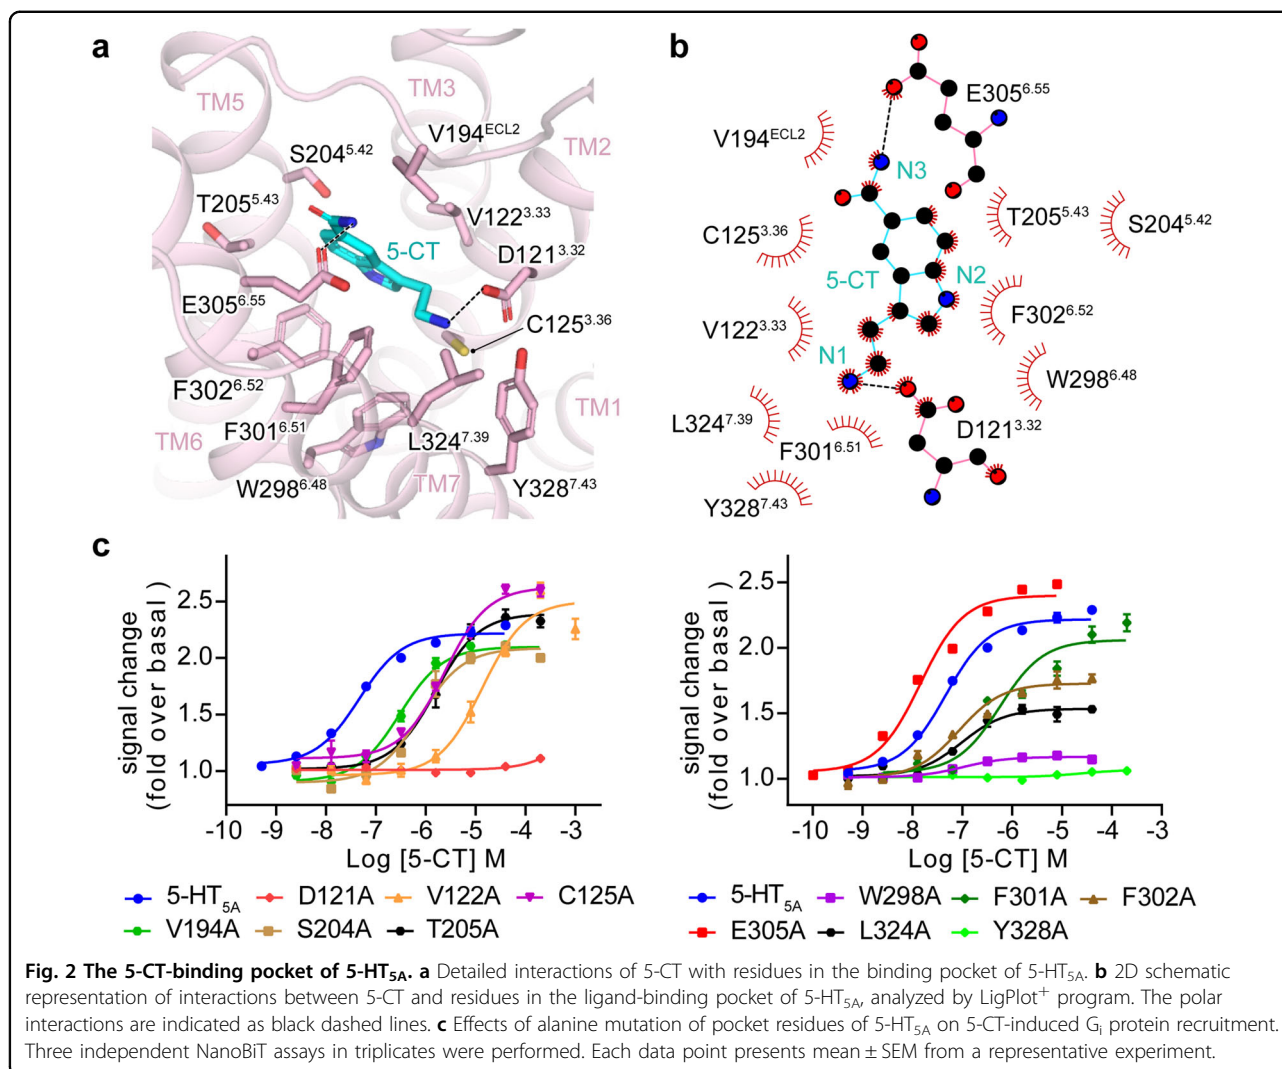 a
TM5
TM3
V194ECL2
TM2
S2045.42
T2055.43
V1223.33
5-CT
D1213.32
E3056.55
C1253.36
F3026.52
TM1
TM6
F3016.51
L3247.39
W2986.48
TM7
Y3287.43
b
E3056.55
V194ECL2
N3
C1253.36
T2055.43
S2045.42
5-CT
N2
V1223.33
F3026.52
N1
W2986.48
L3247.39
F3016.51
D1213.32
Y3287.43
c
signal change
(fold over basal )
2.5
2.0
1.5
1.0
-10 -9 -8 -7 -6 -5 -4 -3
Log [5-CT] M
5-HT5A D121A V122A C125A
V194A S204A T205A
signal change
(fold over basal )
2.5
2.0
1.5
1.0
-10 -9 -8 -7 -6 -5 -4 -3
Log [5-CT] M
5-HT5A W298A F301A F302A
E305A L324A Y328A
Fig. 2 The 5-CT-binding pocket of 5-HT5A. a Detailed interactions of 5-CT with residues in the binding pocket of 5-HT5A. b 2D schematic
representation of interactions between 5-CT and residues in the ligand-binding pocket of 5-HT5A, analyzed by LigPlot+ program. The polar
interactions are indicated as black dashed lines. c Effects of alanine mutation of pocket residues of 5-HT5A on 5-CT-induced Gi protein recruitment.
Three independent NanoBiT assays in triplicates were performed. Each data point presents mean ± SEM from a representative experiment.